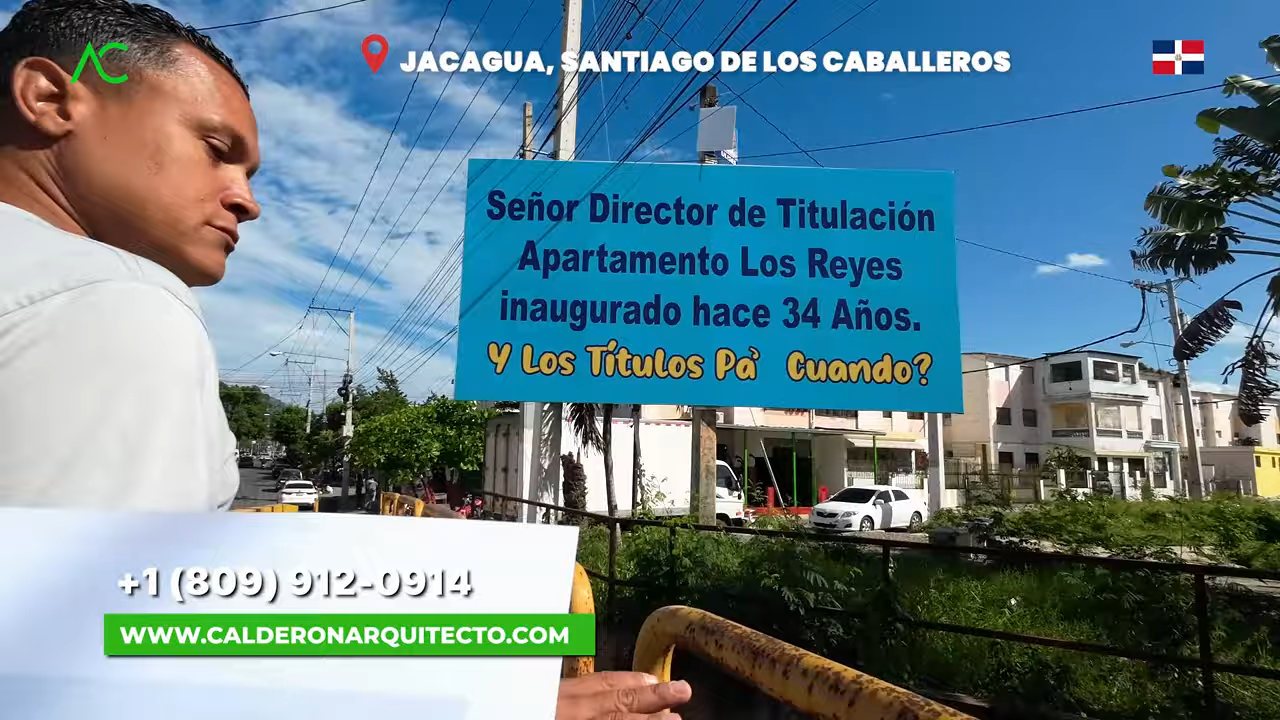 AC
JACAGUA, SANTIAGO DE LOS CABALLEROS
Señor Director de Titulación
Apartamento Los Reyes
inaugurado hace 34 Años.
Y Los Títulos Pa' Cuando?
+1 (809) 912-0914
WWW.CALDERONARQUITECTO.COM